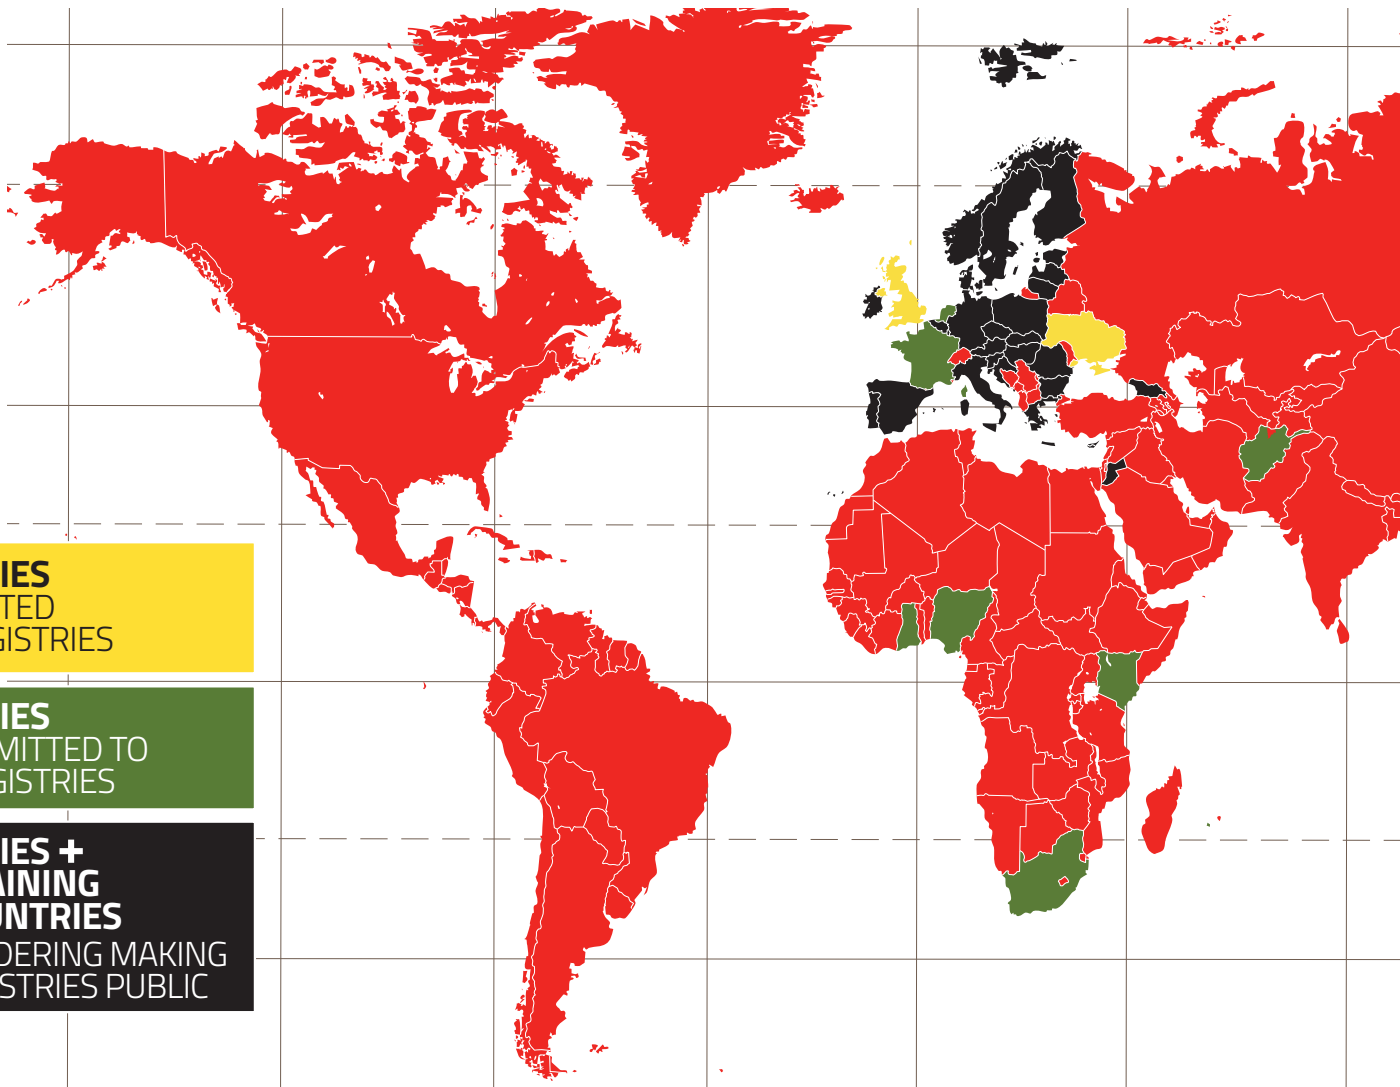 IES
TED
GISTRIES
IES
MITTED TO
GISTRIES
IES +
AINING
UNTRIES
DERING MAKING
STRIES PUBLIC